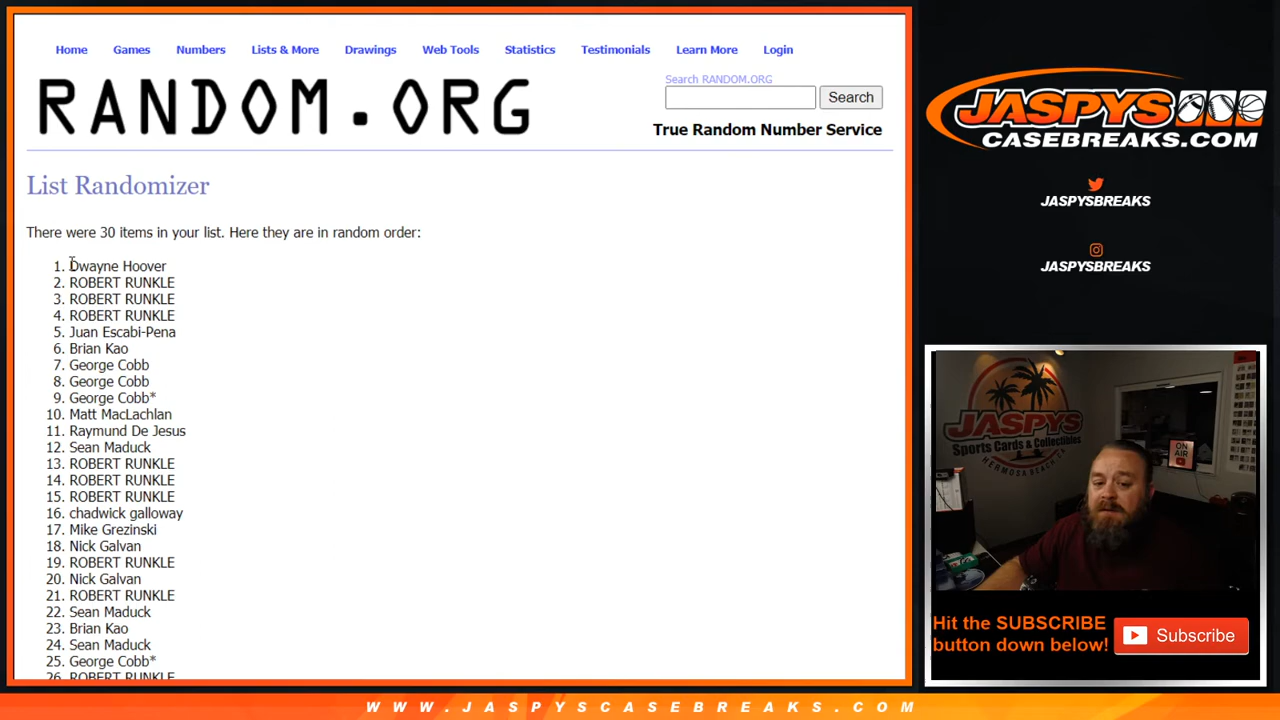 Home Games Numbers Lists & More Drawings Web Tools Statistics Testimonials Learn More Login
RANDOM.ORG
Search RANDOM.ORG
Search
True Random Number Service
List Randomizer
There were 30 items in your list. Here they are in random order:
1. Dwayne Hoover
2. ROBERT RUNKLE
3. ROBERT RUNKLE
4. ROBERT RUNKLE
5. Juan Escabi-Pena
6. Brian Kao
7. George Cobb
8. George Cobb
9. George Cobb*
10. Matt MacLachlan
11. Raymund De Jesus
12. Sean Maduck
13. ROBERT RUNKLE
14. ROBERT RUNKLE
15. ROBERT RUNKLE
16. chadwick galloway
17. Mike Grezinski
18. Nick Galvan
19. ROBERT RUNKLE
20. Nick Galvan
21. ROBERT RUNKLE
22. Sean Maduck
23. Brian Kao
24. Sean Maduck
25. George Cobb*
26. ROBERT RUNKLE
JASPYS
CASEBREAKS.COM
JASPYSBREAKS
JASPYSBREAKS
JASPYS
Sports Cards & Collectibles
HERMOSA BEACH, CA
ON
AIR
Hit the SUBSCRIBE
button down below!
Subscribe
WWW.JASPYSCASEBREAKS.COM